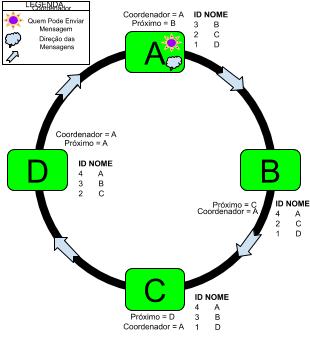 LEGENDA
Coordenador
Quem Pode Enviar
Mensagem
Direção das
Mensagens
Coordenador = A
Próximo = B
ID NOME
3 B
2 C
1 D
A
Coordenador = A
Próximo = A
ID NOME
4 A
3 B
2 C
D
B
Próximo = C
Coordenador = A
ID NOME
4 A
2 C
1 D
C
Próximo = D
Coordenador = A
ID NOME
4 A
3 B
1 D